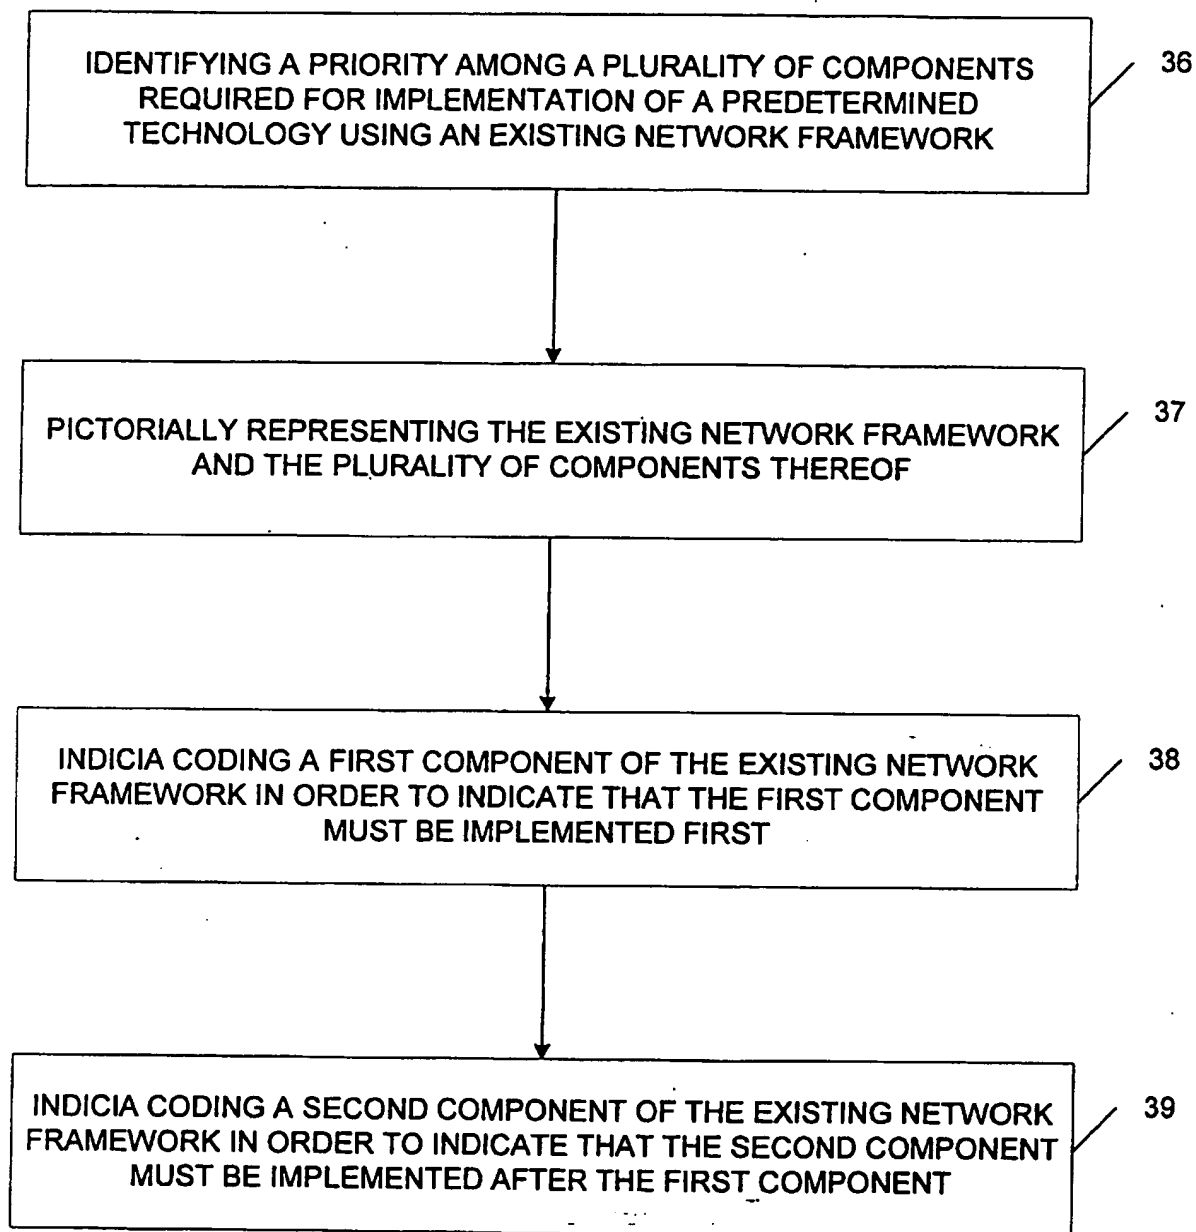 IDENTIFYING A PRIORITY AMONG A PLURALITY OF COMPONENTS
REQUIRED FOR IMPLEMENTATION OF A PREDETERMINED
TECHNOLOGY USING AN EXISTING NETWORK FRAMEWORK
36
PICTORIALLY REPRESENTING THE EXISTING NETWORK FRAMEWORK
AND THE PLURALITY OF COMPONENTS THEREOF
37
INDICIA CODING A FIRST COMPONENT OF THE EXISTING NETWORK
FRAMEWORK IN ORDER TO INDICATE THAT THE FIRST COMPONENT
MUST BE IMPLEMENTED FIRST
38
INDICIA CODING A SECOND COMPONENT OF THE EXISTING NETWORK
FRAMEWORK IN ORDER TO INDICATE THAT THE SECOND COMPONENT
MUST BE IMPLEMENTED AFTER THE FIRST COMPONENT
39